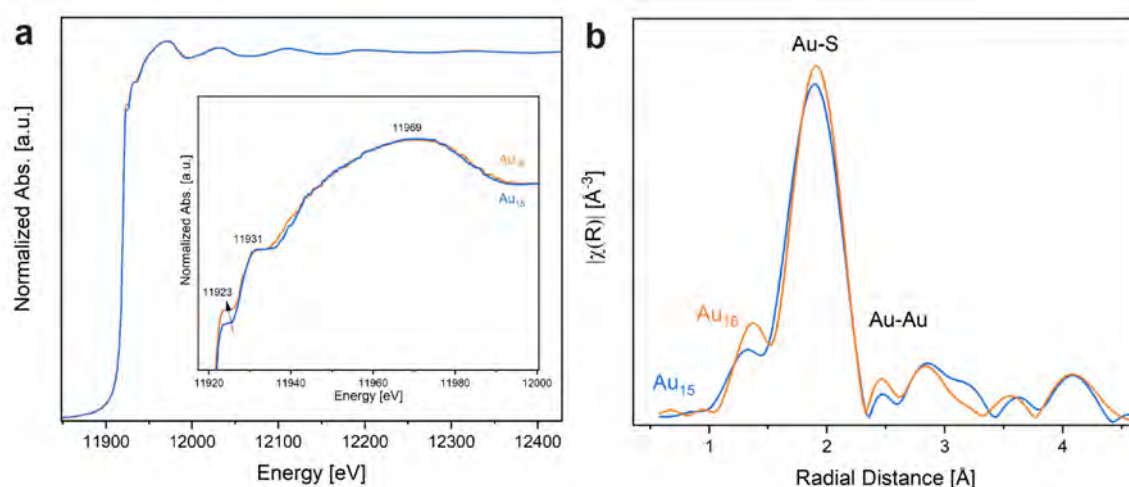 a
Normalized Abs. [a.u.]
11900
12000
12100
12200
12300
12400
Energy [eV]
Normalized Abs. [a.u.]
11969
11931
11923
Au₁₅
11920
11940
11960
11980
12000
Energy [eV]
b
|χ(R)| [Å⁻³]
Au-S
Au-Au
Au₁₆
Au₁₅
1
2
3
4
Radial Distance [Å]